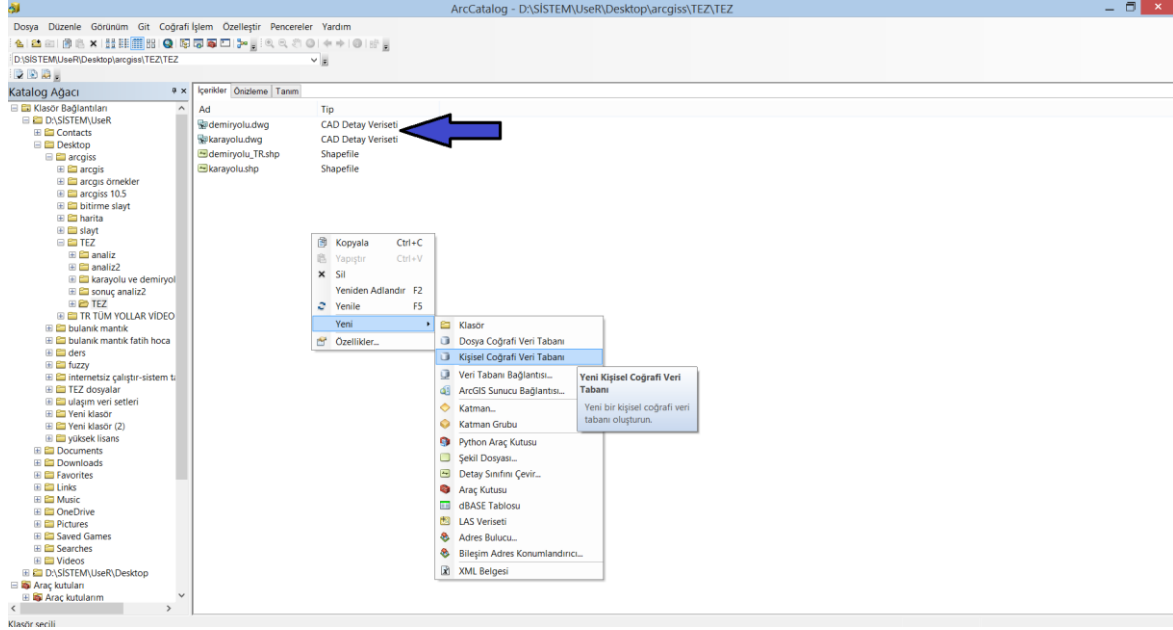 ArcCatalog - D:\SİSTEM\UseR\Desktop\arcgiss\TEZ\TEZ
Dosya Düzenle Görünüm Git Coğrafi İşlem Özelleştir Pencereler Yardım
D:\SİSTEM\UseR\Desktop\arcgiss\TEZ\TEZ
Katalog Ağacı
Klasör Bağlantıları
D:\SİSTEM\UseR
Contacts
Desktop
arcgiss
arcgis
arcgıs örnekler
arcgiss 10.5
bitirme slayt
harita
slayt
TEZ
analiz
analiz2
karayolu ve demiryol
sonuç analiz2
TEZ
TR TÜM YOLLAR VİDEO
bulanık mantık
bulanık mantık fatih hoca
ders
fuzzy
internetsiz çalıştır-sistem ta
TEZ dosyalar
ulaşım veri setleri
Yeni klasör
Yeni klasör (2)
yüksek lisans
Documents
Downloads
Favorites
Links
Music
OneDrive
Pictures
Saved Games
Searches
Videos
D:\SİSTEM\UseR\Desktop
Araç kutuları
Araç kutularım
Klasör seçili
İçerikler Önizleme Tanım
Ad Tip
demiryolu.dwg CAD Detay Veriseti
karayolu.dwg CAD Detay Veriseti
demiryolu_TR.shp Shapefile
karayolu.shp Shapefile
Kopyala Ctrl+C
Yapıştır Ctrl+V
Sil
Yeniden Adlandır F2
Yenile F5
Yeni
Özellikler...
Klasör
Dosya Coğrafi Veri Tabanı
Kişisel Coğrafi Veri Tabanı
Veri Tabanı Bağlantısı...
ArcGIS Sunucu Bağlantısı...
Katman...
Katman Grubu
Python Araç Kutusu
Şekil Dosyası...
Detay Sınıfını Çevir...
Araç Kutusu
dBASE Tablosu
LAS Veriseti
Adres Bulucu...
Bileşim Adres Konumlandırıcı...
XML Belgesi
Yeni Kişisel Coğrafi Veri
Tabanı
Yeni bir kişisel coğrafi veri
tabanı oluşturun.